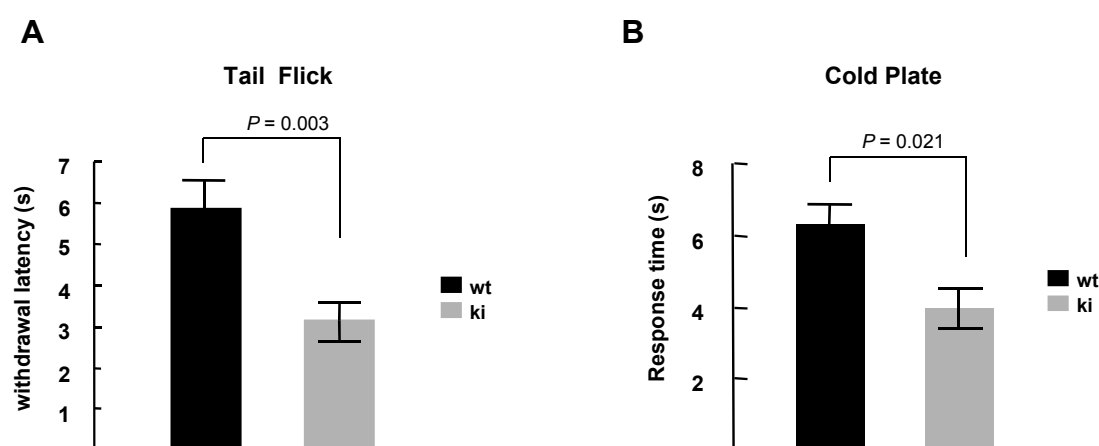 A
Tail Flick
P = 0.003
withdrawal latency (s)
7
6
5
4
3
2
1
wt
ki
B
Cold Plate
P = 0.021
Response time (s)
8
6
4
2
wt
ki